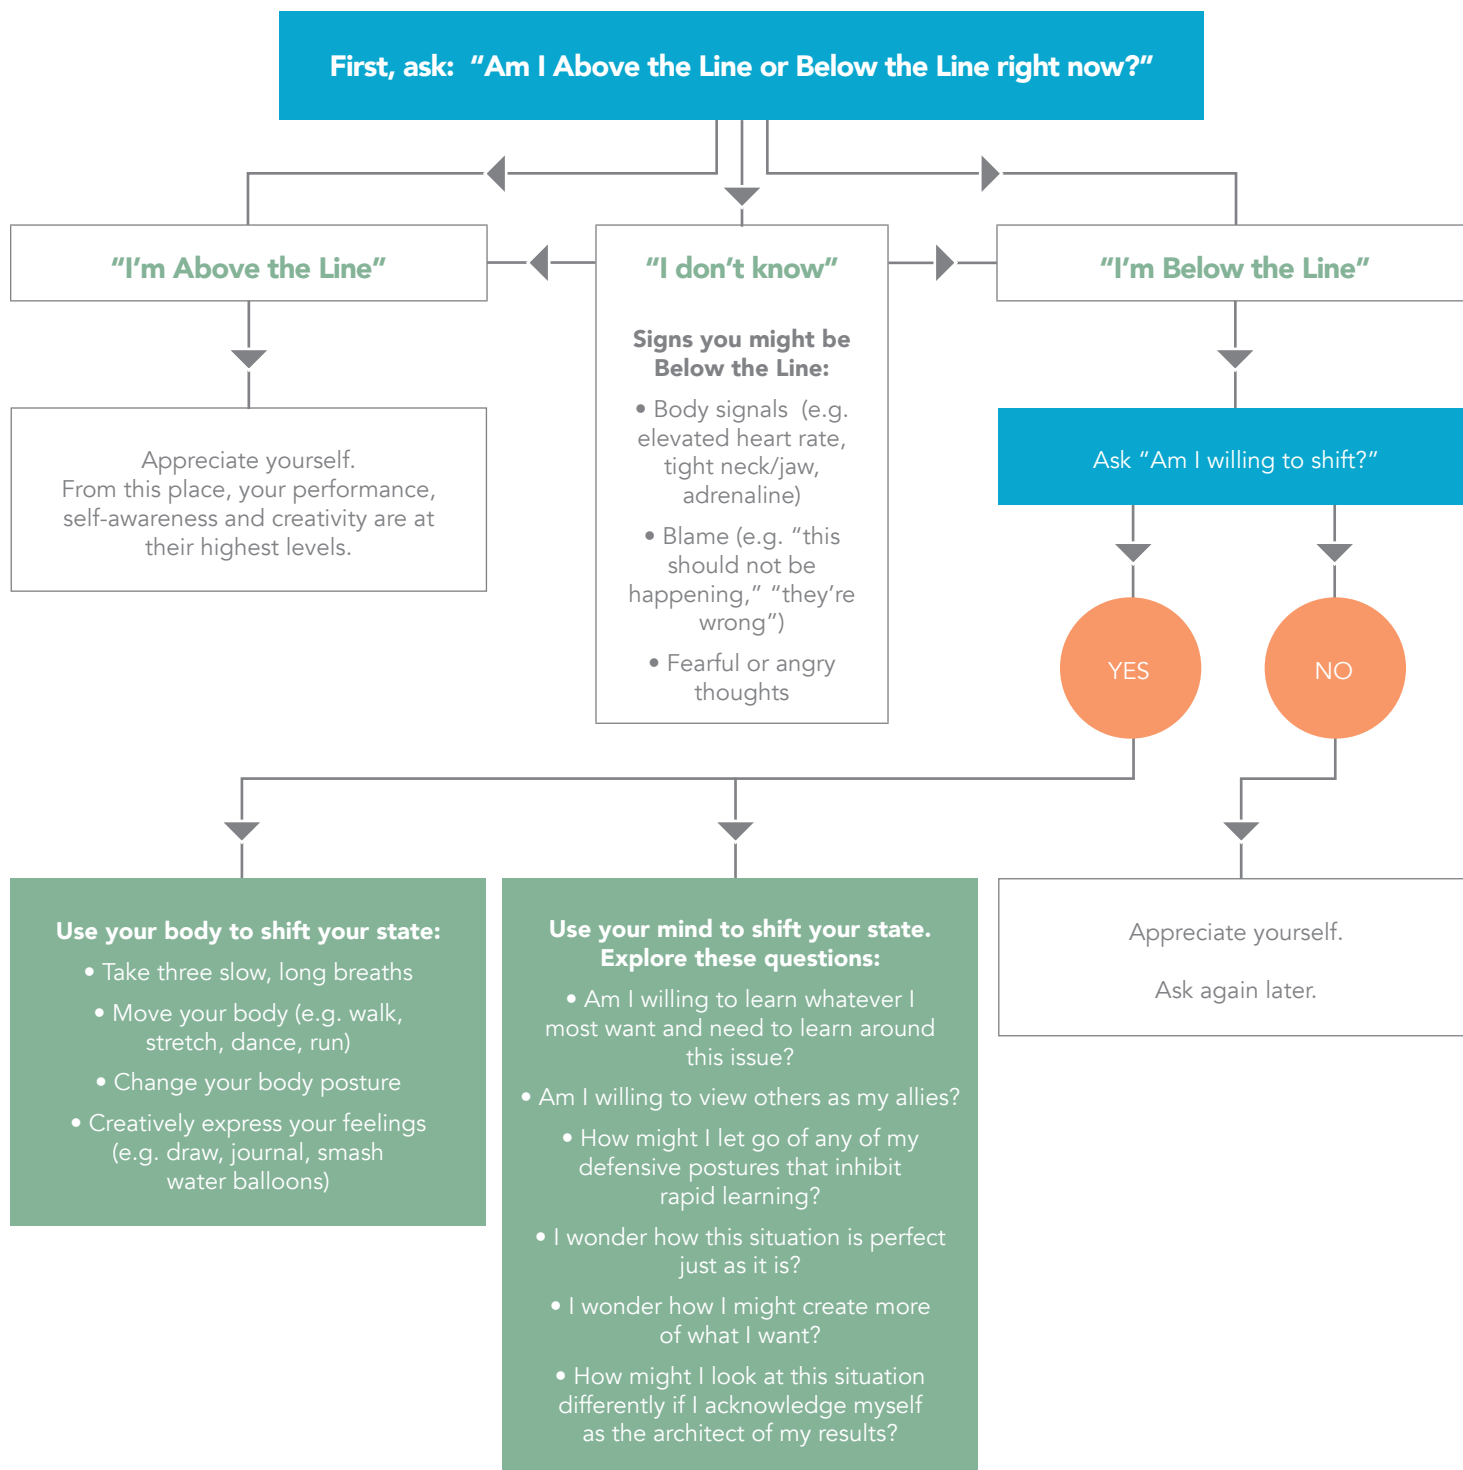 First, ask:  “Am I Above the Line or Below the Line right now?”
“I’m Above the Line”
“I don’t know”
“I’m Below the Line”
Signs you might be
Below the Line:
• Body signals  (e.g.
elevated heart rate,
tight neck/jaw,
adrenaline)
• Blame (e.g. “this
should not be
happening,” “they’re
wrong”)
• Fearful or angry
thoughts
Appreciate yourself.
From this place, your performance,
self-awareness and creativity are at
their highest levels.
Ask “Am I willing to shift?”
YES
NO
Use your body to shift your state:
• Take three slow, long breaths
• Move your body (e.g. walk,
stretch, dance, run)
• Change your body posture
• Creatively express your feelings
(e.g. draw, journal, smash
water balloons)
Use your mind to shift your state.
Explore these questions:
• Am I willing to learn whatever I
most want and need to learn around
this issue?
• Am I willing to view others as my allies?
• How might I let go of any of my
defensive postures that inhibit
rapid learning?
• I wonder how this situation is perfect
just as it is?
• I wonder how I might create more
of what I want?
• How might I look at this situation
differently if I acknowledge myself
as the architect of my results?
Appreciate yourself.
Ask again later.